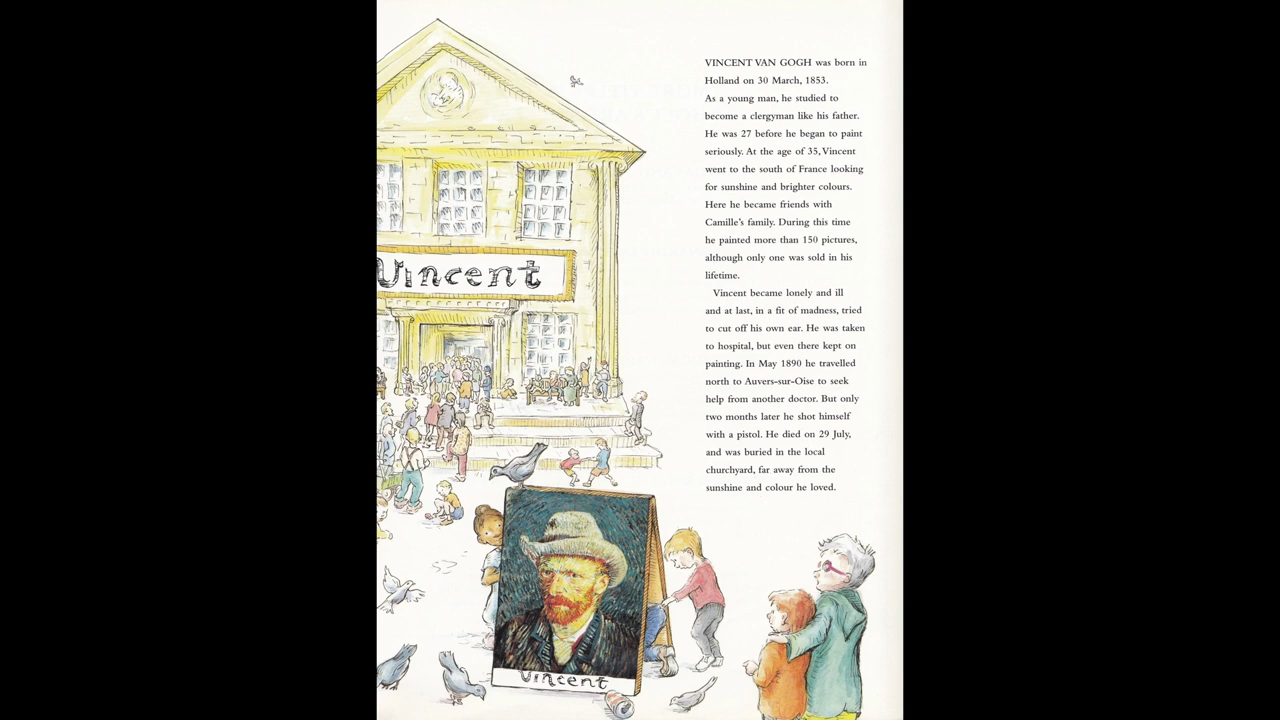 VINCENT VAN GOGH was born in
Holland on 30 March, 1853.
As a young man, he studied to
become a clergyman like his father.
He was 27 before he began to paint
seriously. At the age of 35, Vincent
went to the south of France looking
for sunshine and brighter colours.
Here he became friends with
Camille's family. During this time
he painted more than 150 pictures,
although only one was sold in his
lifetime.
Vincent became lonely and ill
and at last, in a fit of madness, tried
to cut off his own ear. He was taken
to hospital, but even there kept on
painting. In May 1890 he travelled
north to Auvers-sur-Oise to seek
help from another doctor. But only
two months later he shot himself
with a pistol. He died on 29 July,
and was buried in the local
churchyard, far away from the
sunshine and colour he loved.
Vincent
Vincent